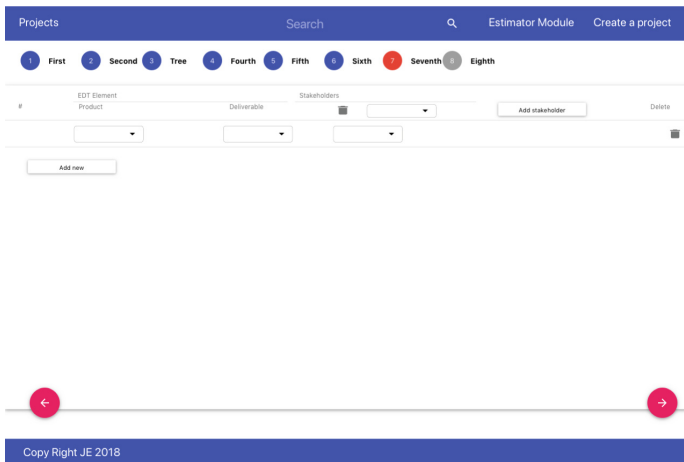 Projects Search Estimator Module Create a project
1 First 2 Second 3 Tree 4 Fourth 5 Fifth 6 Sixth 7 Seventh 8 Eighth
EDT Element Stakeholders
# Product Deliverable Add stakeholder Delete
Add new
Copy Right JE 2018